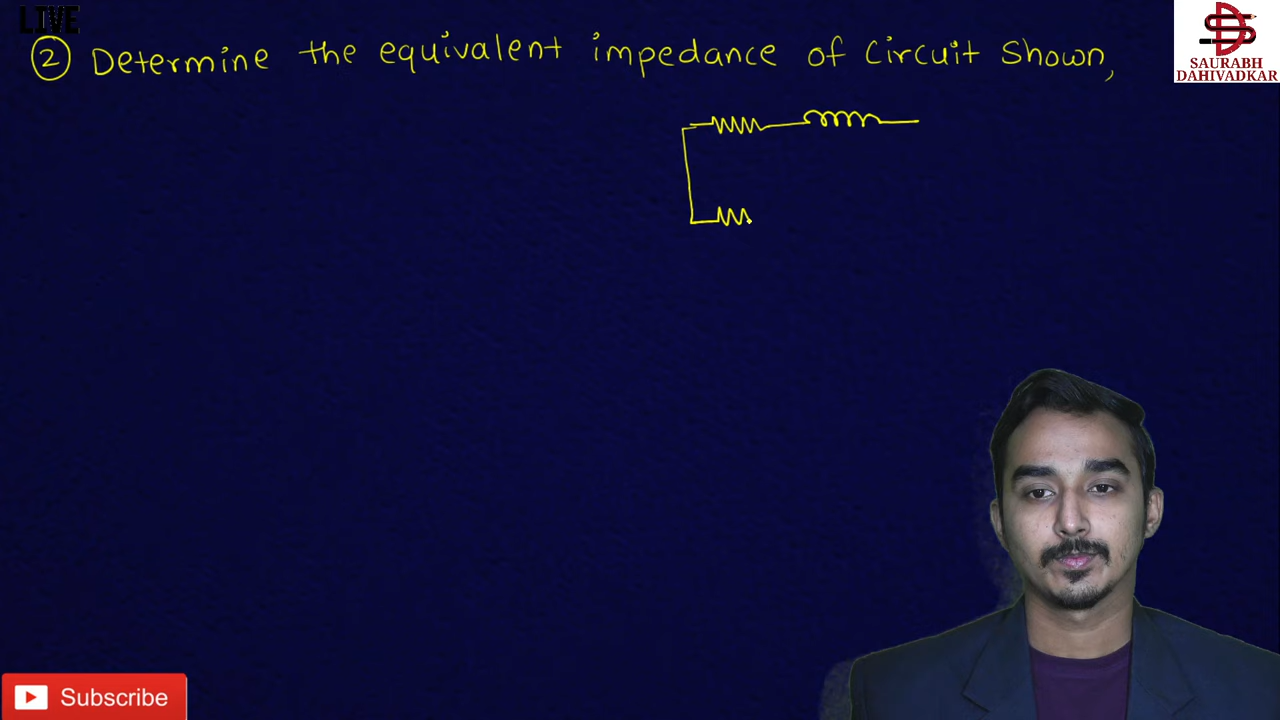 LIVE
② Determine the equivalent impedance of Circuit Shown,
SAURABH
DAHIVADKAR
Subscribe